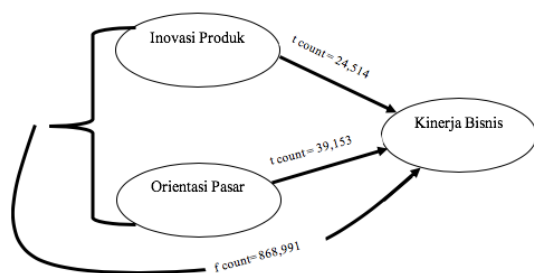 Inovasi Produk
t count= 24,514
Kinerja Bisnis
t count= 39,153
Orientasi Pasar
f count= 868,991